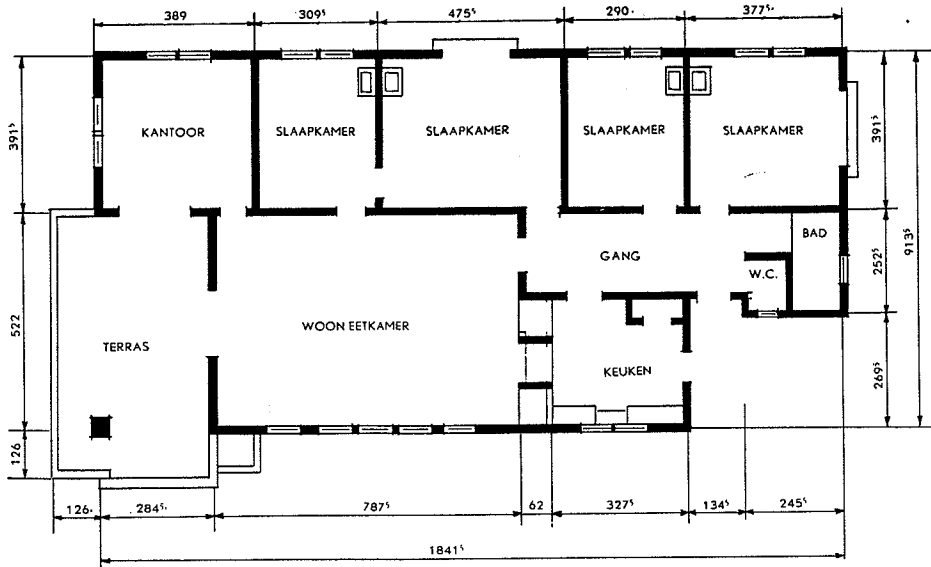 389 309⁵ 475⁵ 290. 377⁵.
391⁵
KANTOOR SLAAPKAMER SLAAPKAMER SLAAPKAMER SLAAPKAMER
391⁵
913⁵
BAD
252⁵
GANG
W.C.
522
WOON EETKAMER
TERRAS
KEUKEN
269⁵
126
126. 284⁵. 787⁵ 62 327⁵ 134⁵ 245⁵
1841⁵